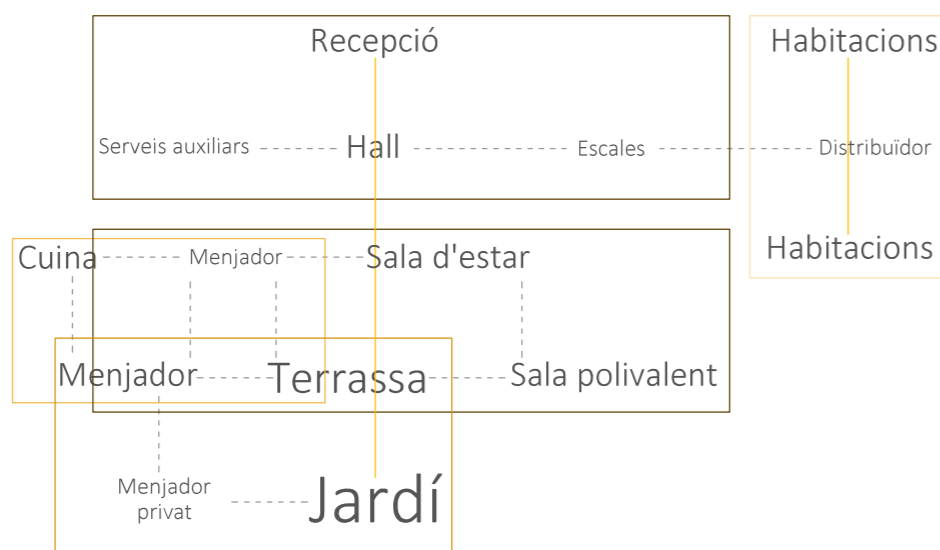 Recepció
Habitacions
Serveis auxiliars
Hall
Escales
Distribuïdor
Habitacions
Cuina
Menjador
Sala d'estar
Menjador
Terrassa
Sala polivalent
Menjador
privat
Jardí